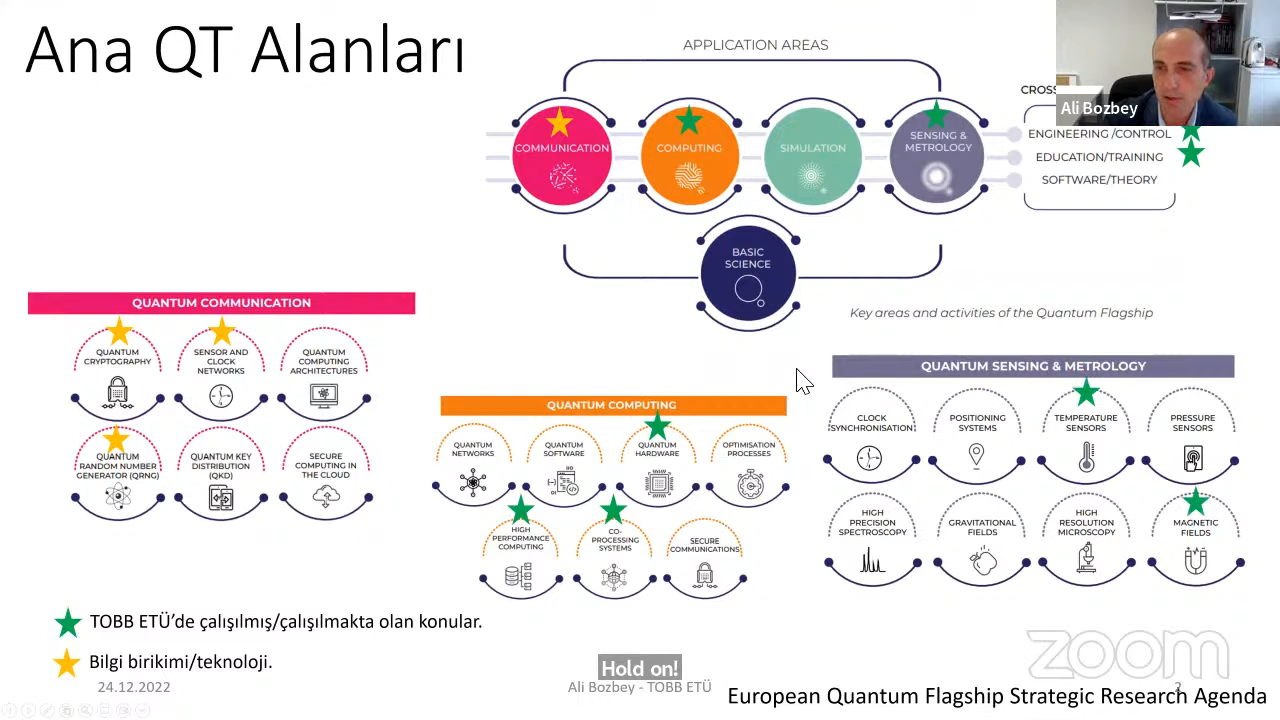 Ana QT Alanları
APPLICATION AREAS
COMMUNICATION
COMPUTING
SIMULATION
SENSING &
METROLOGY
BASIC
SCIENCE
CROSS
Ali Bozbey
ENGINEERING /CONTROL
EDUCATION/TRAINING
SOFTWARE/THEORY
Key areas and activities of the Quantum Flagship
QUANTUM COMMUNICATION
QUANTUM
CRYPTOGRAPHY
SENSOR AND
CLOCK
NETWORKS
QUANTUM
COMPUTING
ARCHITECTURES
QUANTUM
RANDOM NUMBER
GENERATOR (QRNG)
QUANTUM KEY
DISTRIBUTION
(QKD)
SECURE
COMPUTING IN
THE CLOUD
QUANTUM COMPUTING
QUANTUM
NETWORKS
QUANTUM
SOFTWARE
QUANTUM
HARDWARE
OPTIMISATION
PROCESSES
HIGH
PERFORMANCE
COMPUTING
CO-
PROCESSING
SYSTEMS
SECURE
COMMUNICATIONS
QUANTUM SENSING & METROLOGY
CLOCK
SYNCHRONISATION
POSITIONING
SYSTEMS
TEMPERATURE
SENSORS
PRESSURE
SENSORS
HIGH
PRECISION
SPECTROSCOPY
GRAVITATIONAL
FIELDS
HIGH
RESOLUTION
MICROSCOPY
MAGNETIC
FIELDS
TOBB ETÜ’de çalışılmış/çalışılmakta olan konular.
Bilgi birikimi/teknoloji.
Hold on!
24.12.2022
Ali Bozbey - TOBB ETÜ
zoom
European Quantum Flagship Strategic Research Agenda